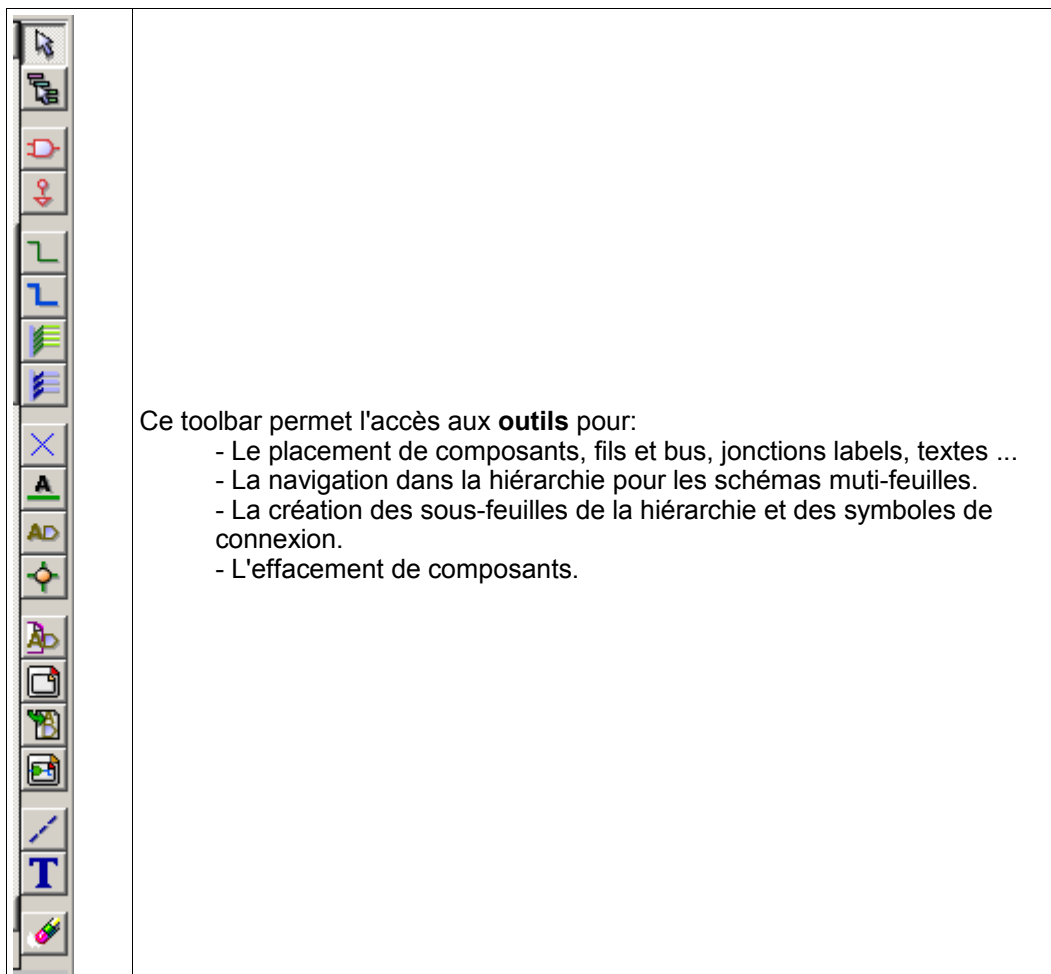 Ce toolbar permet l'accès aux outils pour:
- Le placement de composants, fils et bus, jonctions labels, textes ...
- La navigation dans la hiérarchie pour les schémas muti-feuilles.
- La création des sous-feuilles de la hiérarchie et des symboles de
connexion.
- L'effacement de composants.
A
AD
A
T